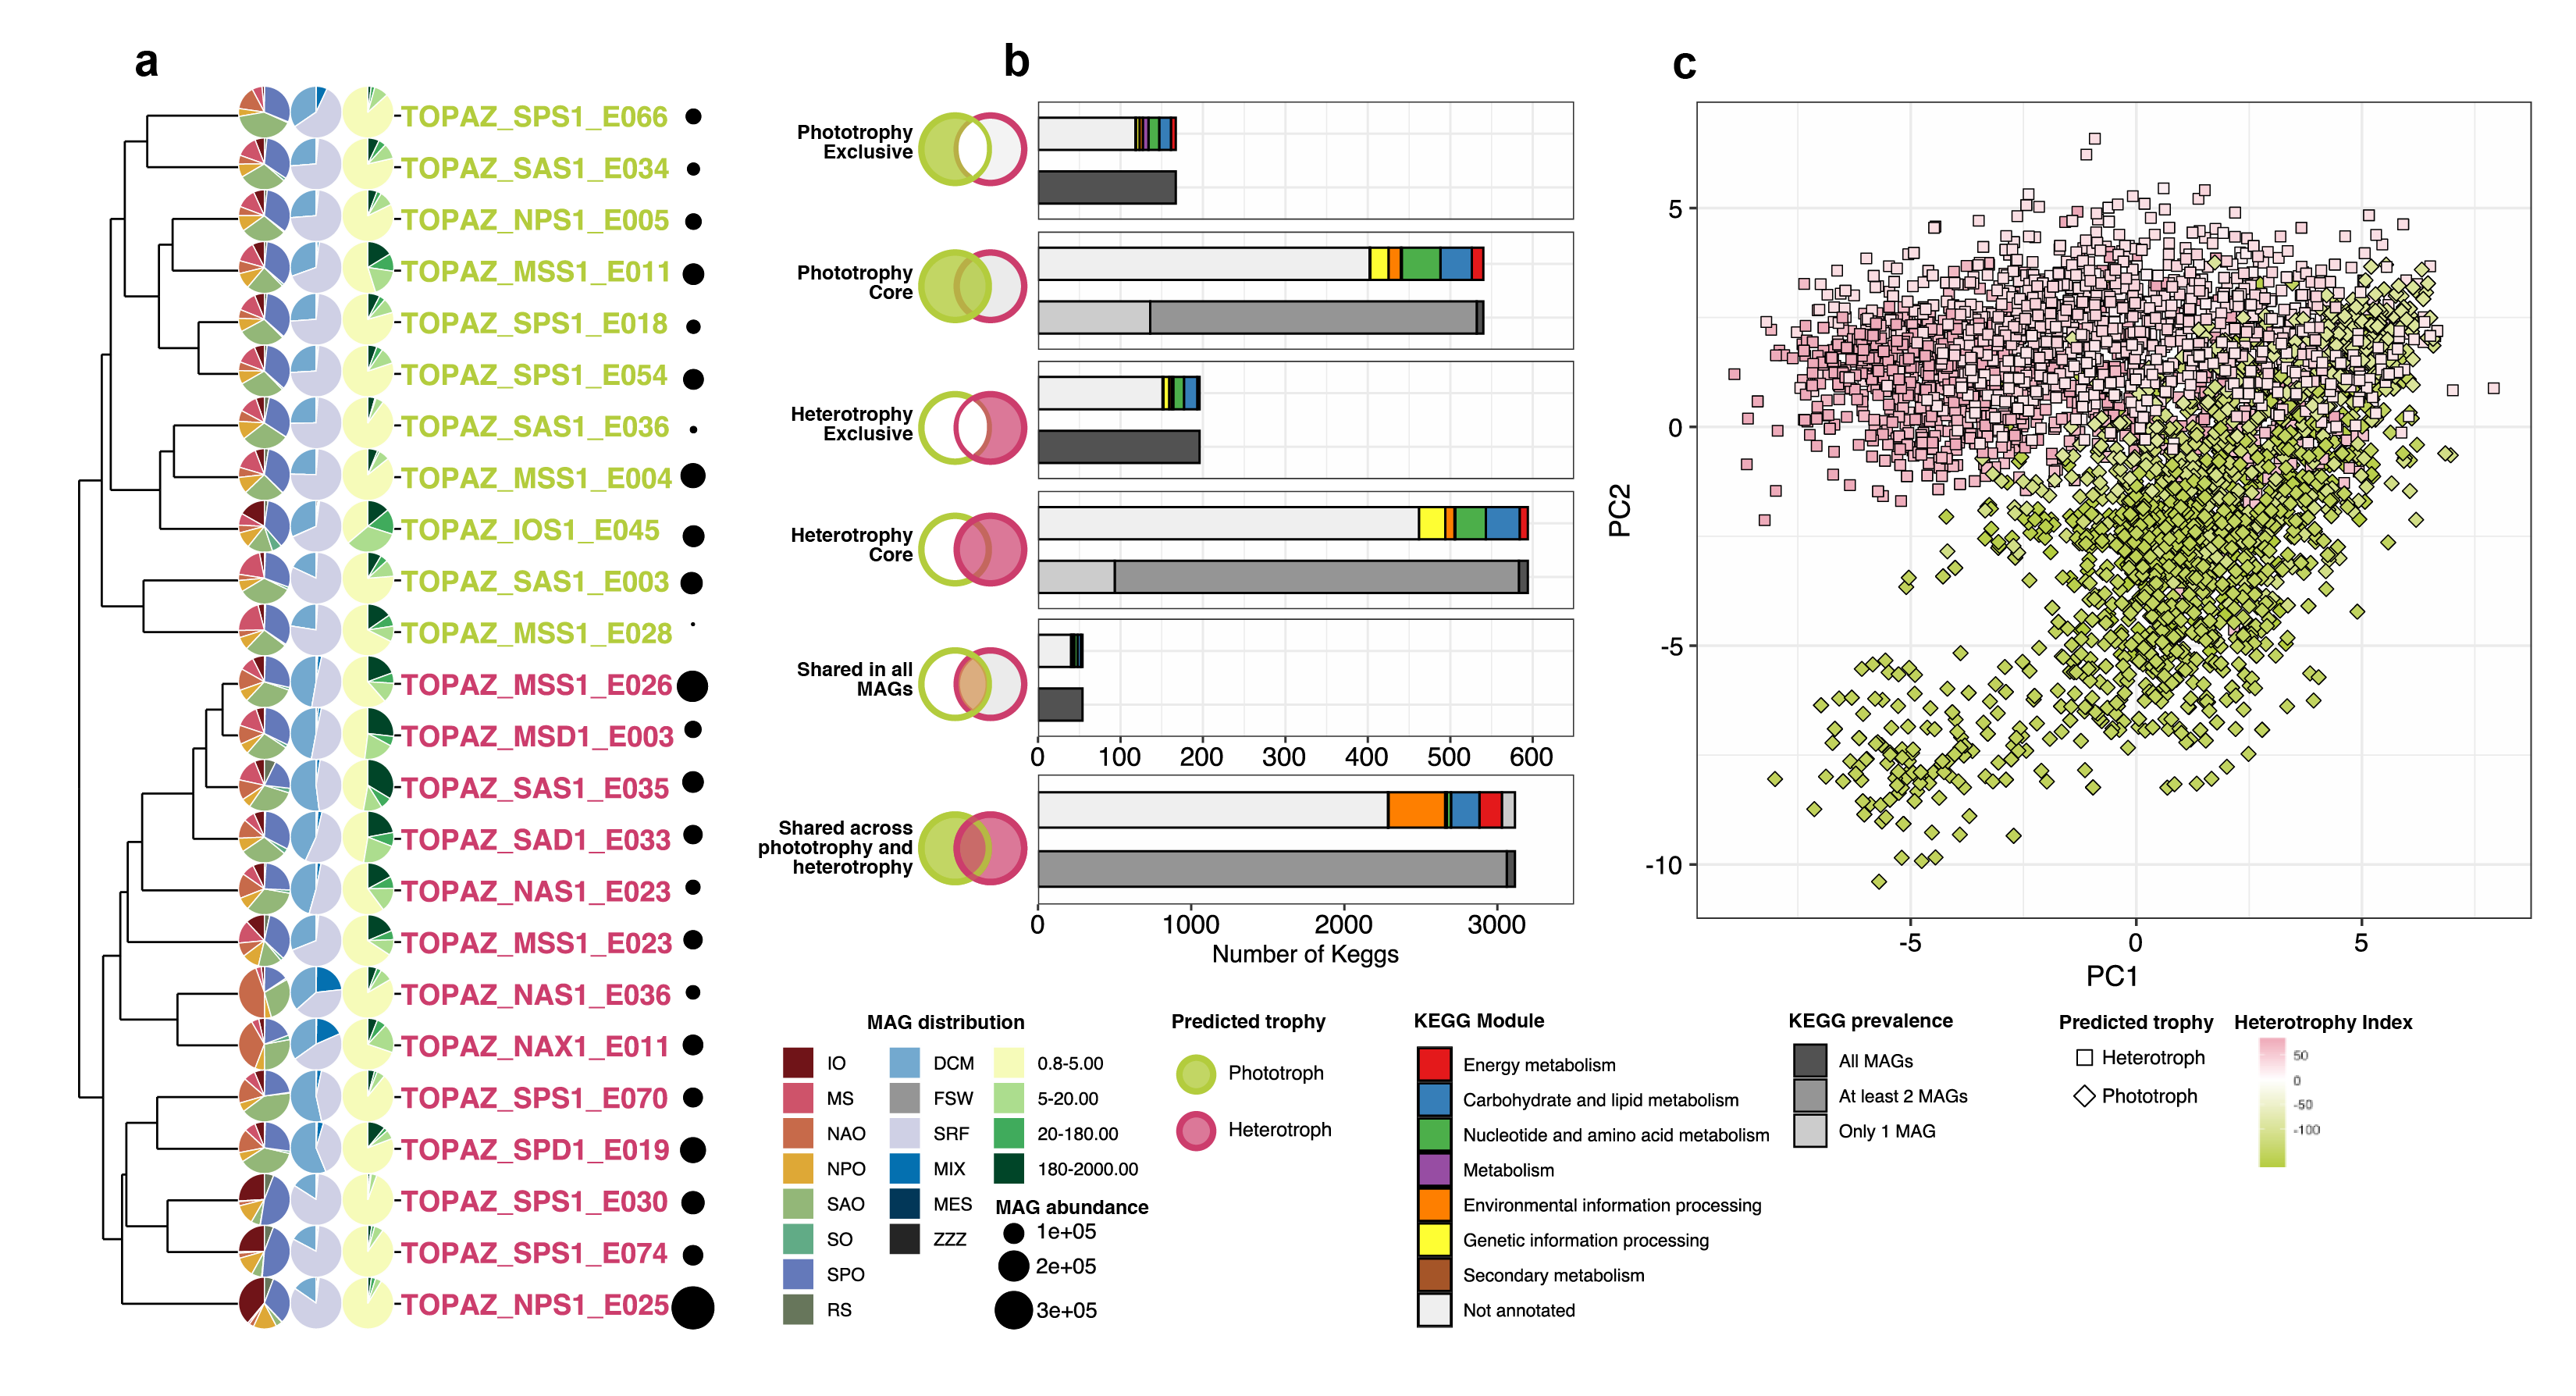 a
TOPAZ_SPS1_E066
TOPAZ_SAS1_E034
TOPAZ_NPS1_E005
TOPAZ_MSS1_E011
TOPAZ_SPS1_E018
TOPAZ_SPS1_E054
TOPAZ_SAS1_E036
TOPAZ_MSS1_E004
TOPAZ_IOS1_E045
TOPAZ_SAS1_E003
TOPAZ_MSS1_E028
TOPAZ_MSS1_E026
TOPAZ_MSD1_E003
TOPAZ_SAS1_E035
TOPAZ_SAD1_E033
TOPAZ_NAS1_E023
TOPAZ_MSS1_E023
TOPAZ_NAS1_E036
TOPAZ_NAX1_E011
TOPAZ_SPS1_E070
TOPAZ_SPD1_E019
TOPAZ_SPS1_E030
TOPAZ_SPS1_E074
TOPAZ_NPS1_E025
b
Phototrophy
Exclusive
Phototrophy
Core
Heterotrophy
Exclusive
Heterotrophy
Core
Shared in all
MAGs
0 100 200 300 400 500 600
Shared across
phototrophy and
heterotrophy
0 1000 2000 3000
Number of Keggs
c
5
0
-5
-10
PC2
-5 0 5
PC1
MAG distribution
IO
MS
NAO
NPO
SAO
SO
SPO
RS
DCM
FSW
SRF
MIX
MES
ZZZ
0.8-5.00
5-20.00
20-180.00
180-2000.00
MAG abundance
1e+05
2e+05
3e+05
Predicted trophy
Phototroph
Heterotroph
KEGG Module
Energy metabolism
Carbohydrate and lipid metabolism
Nucleotide and amino acid metabolism
Metabolism
Environmental information processing
Genetic information processing
Secondary metabolism
Not annotated
KEGG prevalence
All MAGs
At least 2 MAGs
Only 1 MAG
Predicted trophy
Heterotroph
Phototroph
Heterotrophy Index
50
0
-50
-100